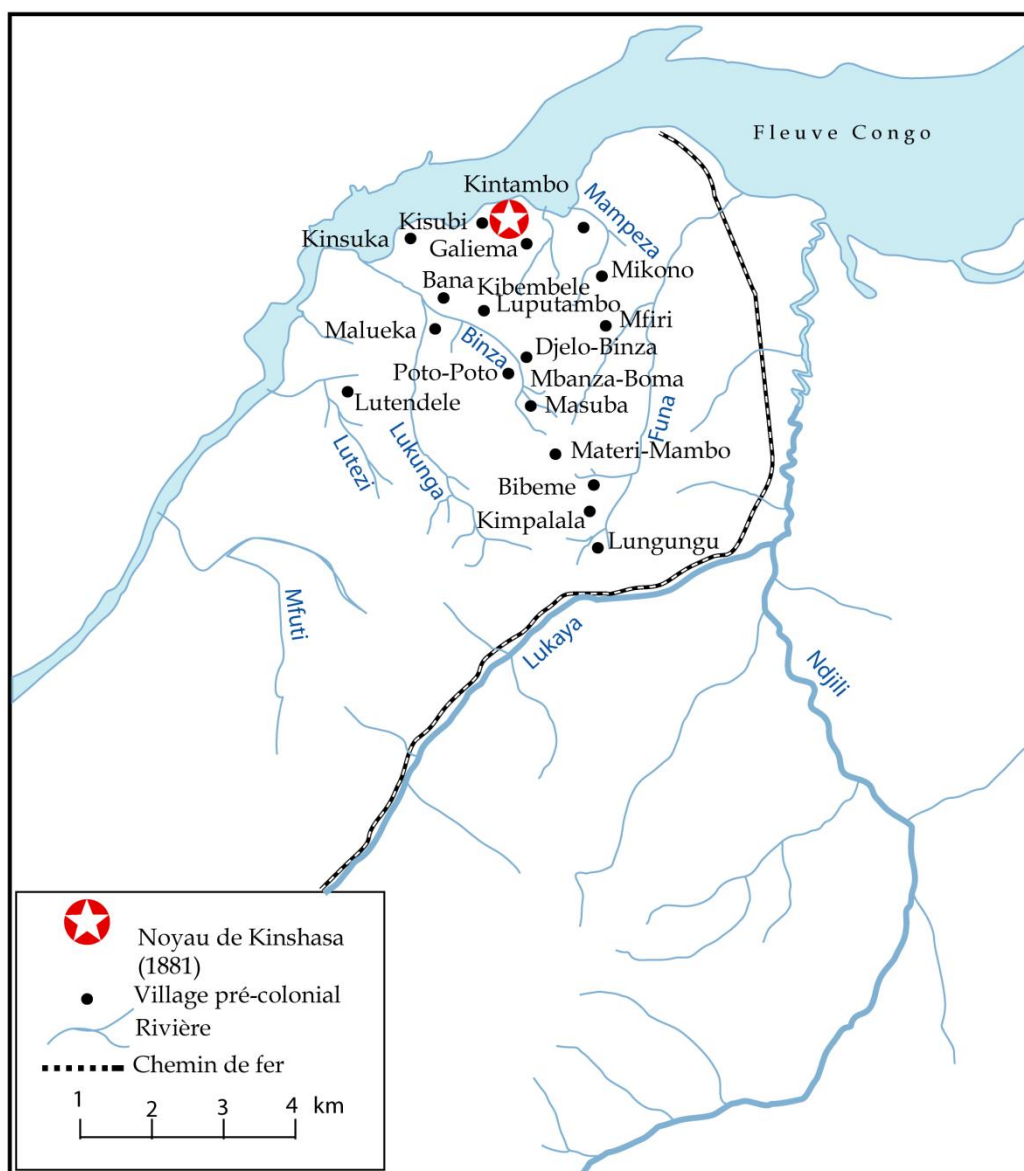 Fleuve Congo
Kintambo
Mampeza
Kisubi
Kinsuka
Galiema
Mikono
Bana
Kibembele
Luputambo
Mfiri
Malueka
Binza
Djelo-Binza
Poto-Poto
Mbanza-Boma
Lutendele
Masuba
Funa
Lutezi
Lukunga
Materi-Mambo
Bibeme
Kimpalala
Lungungu
Mfuti
Lukaya
Ndjili
Noyau de Kinshasa
(1881)
Village pré-colonial
Rivière
Chemin de fer
1 2 3 4 km